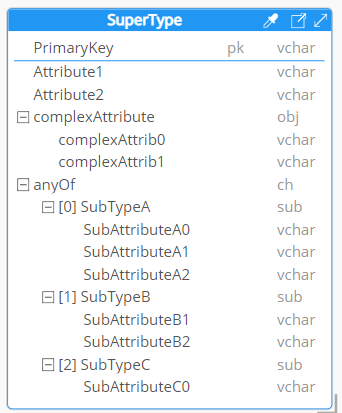 SuperType
PrimaryKey pk vchar
Attribute1 vchar
Attribute2 vchar
complexAttribute obj
complexAttrib0 vchar
complexAttrib1 vchar
anyOf ch
[0] SubTypeA sub
SubAttributeA0 vchar
SubAttributeA1 vchar
SubAttributeA2 vchar
[1] SubTypeB sub
SubAttributeB1 vchar
SubAttributeB2 vchar
[2] SubTypeC sub
SubAttributeC0 vchar